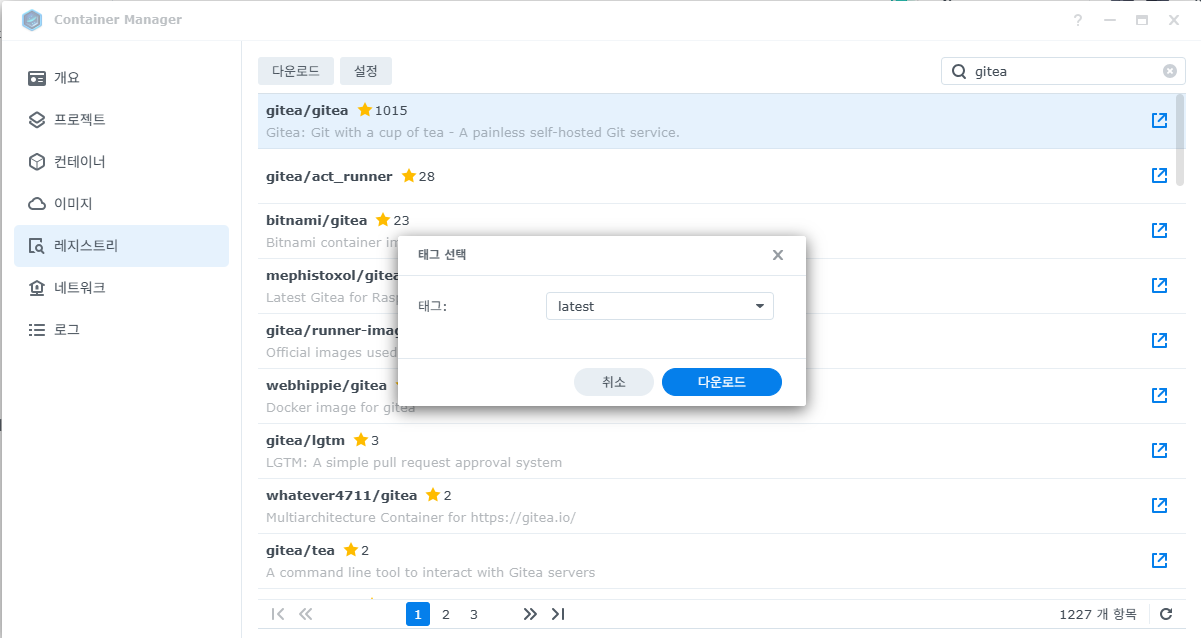 Container Manager
?
개요
프로젝트
컨테이너
이미지
레지스트리
네트워크
로그
다운로드 설정
gitea
gitea/gitea 1015
Gitea: Git with a cup of tea - A painless self-hosted Git service.
gitea/act_runner 28
bitnami/gitea 23
Bitnami container
mephistoxol/gitea
Latest Gitea for
gitea/runner-imag
Official images used
webhippie/gitea
Docker image for gitea
gitea/lgtm 3
LGTM: A simple pull request approval system
whatever4711/gitea 2
Multiarchitecture Container for https://gitea.io/
gitea/tea 2
A command line tool to interact with Gitea servers
태그 선택
태그: latest
취소 다운로드
1 2 3
1227 개 항목